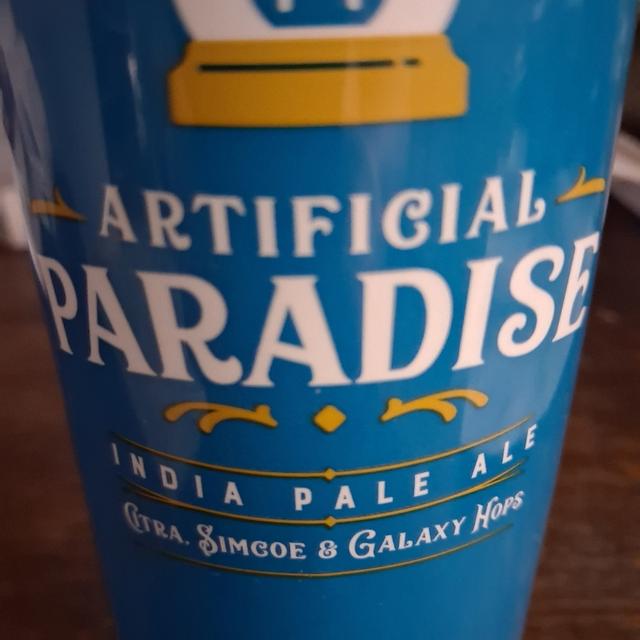 ARTIFICIAL
PARADISE
INDIA PALE ALE
CITRA, SIMCOE & GALAXY HOPS